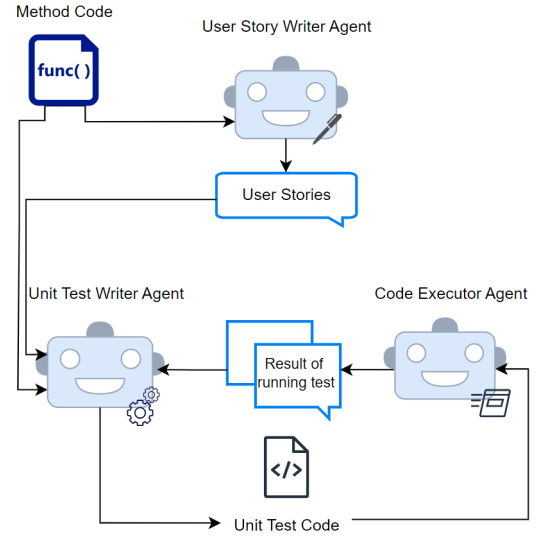 Method Code
User Story Writer Agent
func( )
User Stories
Unit Test Writer Agent
Code Executor Agent
Result of
running test
</>
Unit Test Code